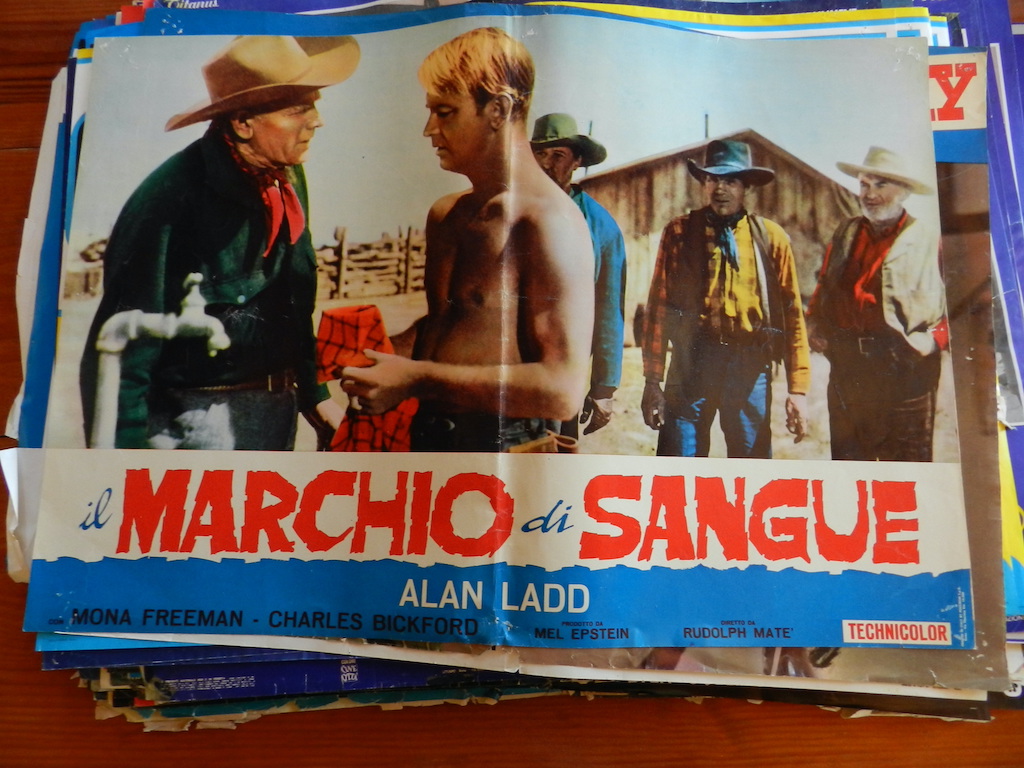 Titanus
Y
il MARCHIO di SANGUE
ALAN LADD
CON MONA FREEMAN - CHARLES BICKFORD
PRODOTTO DA
MEL EPSTEIN
DIRETTO DA
RUDOLPH MATE'
TECHNICOLOR